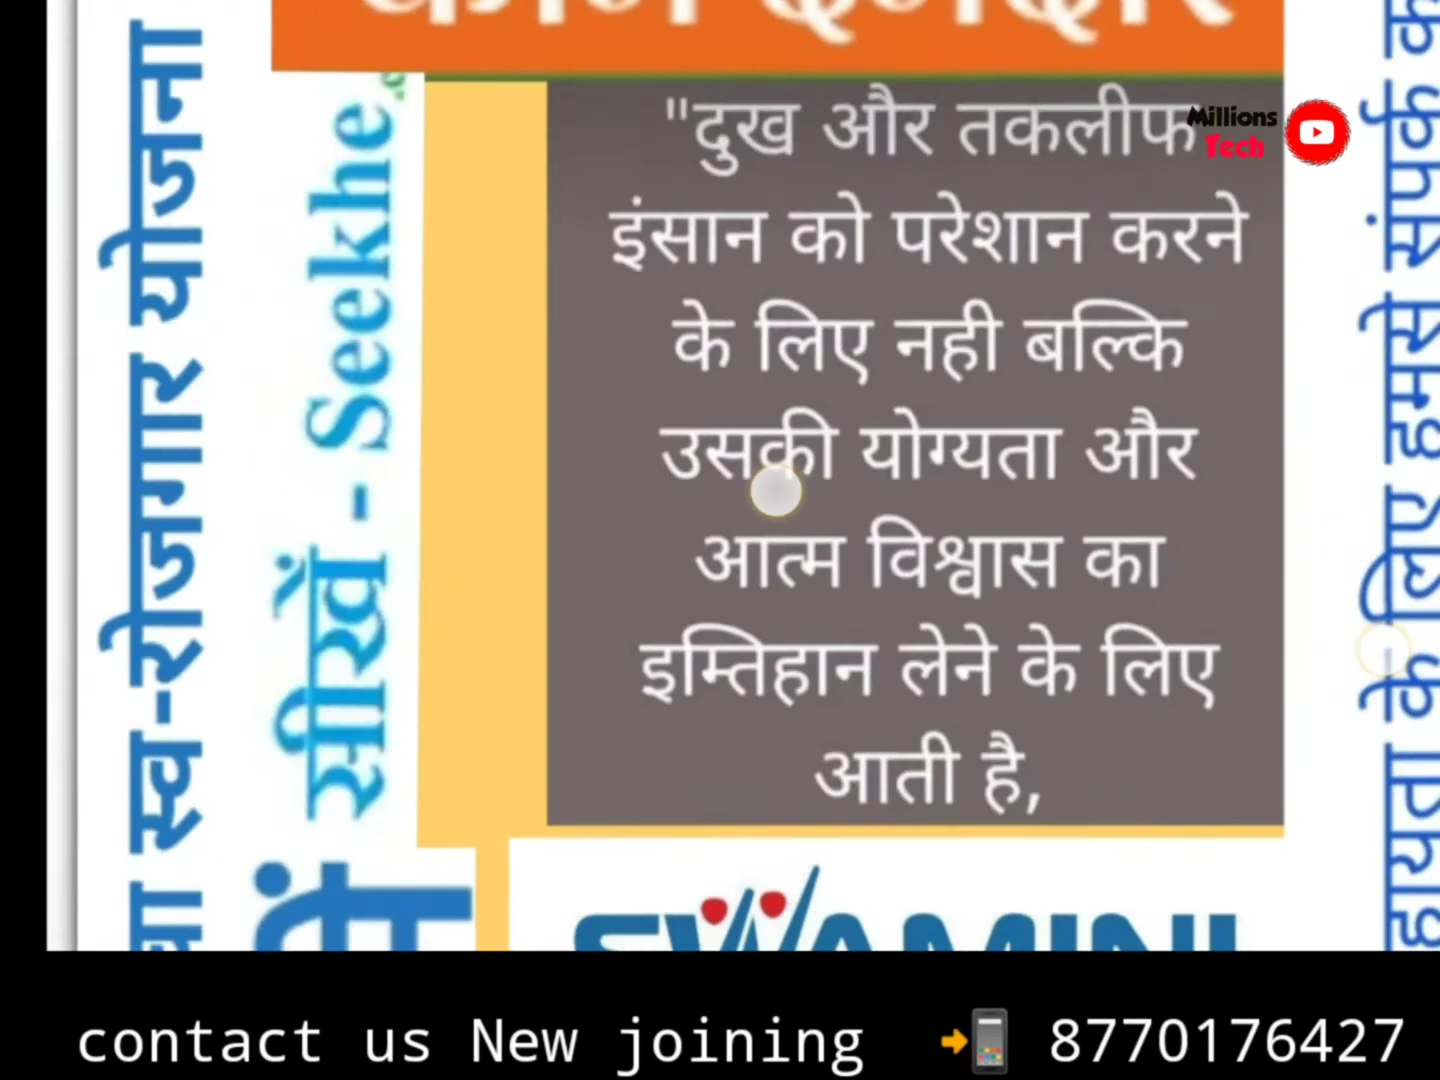 "दुख और तकलीफ
इंसान को परेशान करने
के लिए नही बल्कि
उसकी योग्यता और
आत्म विश्वास का
इम्तिहान लेने के लिए
आती है,
Millions
Tech
स्व-रोजगार योजना
सीखें - Seekhe
में
के लिए हमसे संपर्क
SWAMINI
contact us New joining 8770176427